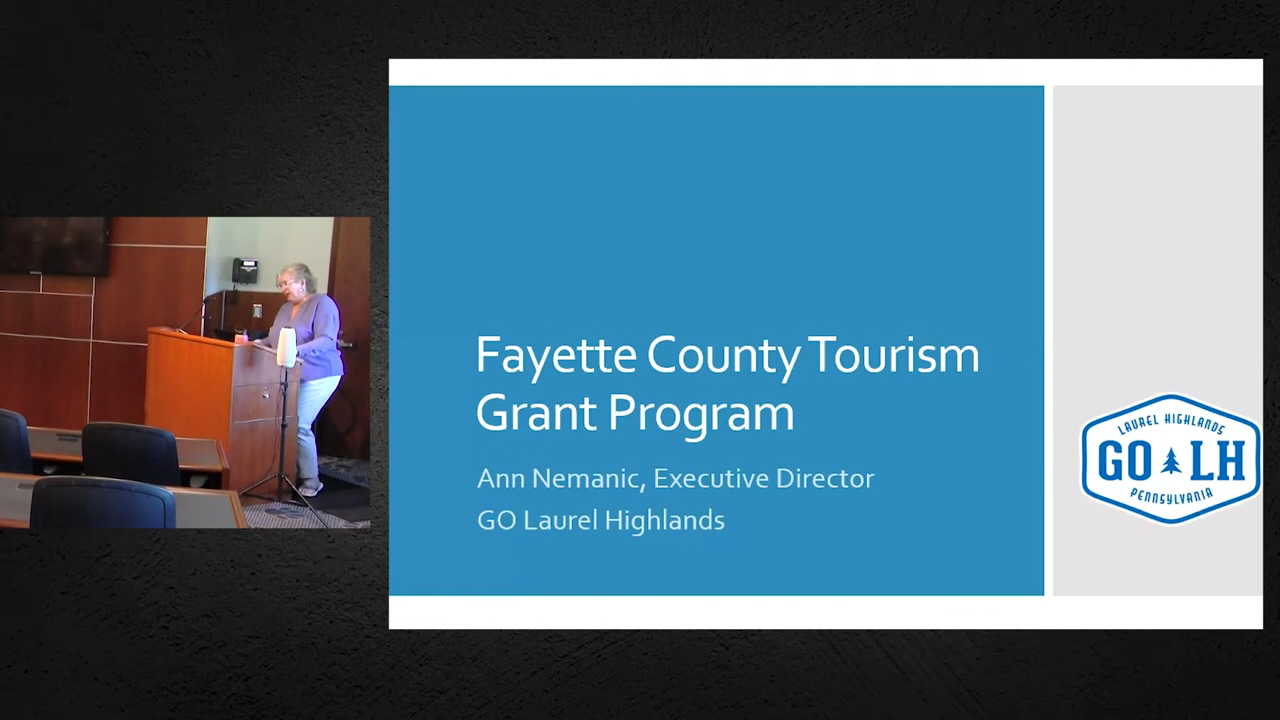 Fayette County Tourism
Grant Program
Ann Nemanic, Executive Director
GO Laurel Highlands
LAUREL HIGHLANDS
GO LH
PENNSYLVANIA